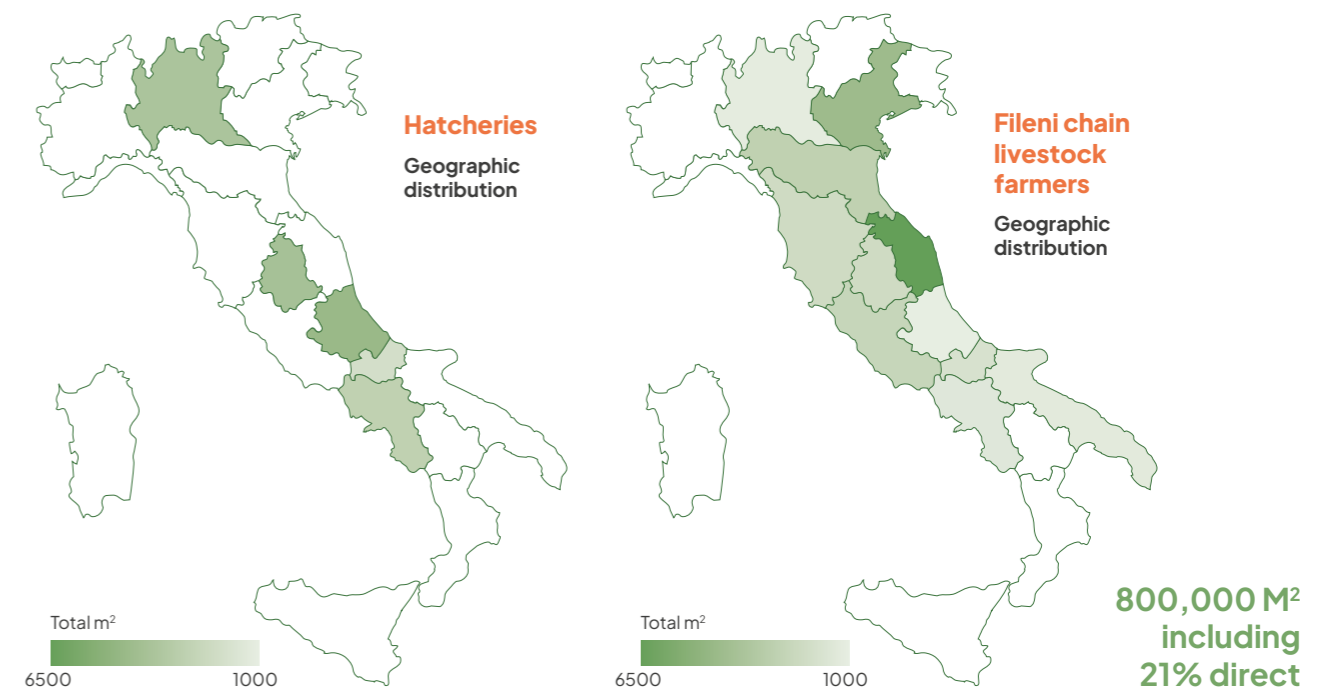 Hatcheries
Geographic
distribution
Total m²
6500 1000
Fileni chain
livestock
farmers
Geographic
distribution
Total m²
6500 1000
800,000 M²
including
21% direct